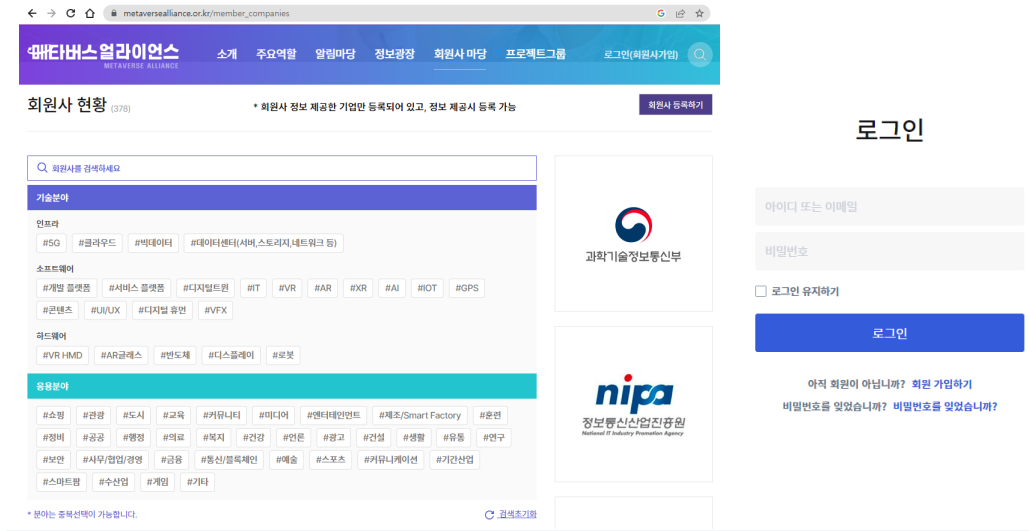 metaversealliance.or.kr/member_companies
메타버스 얼라이언스
METAVERSE ALLIANCE
소개 주요역할 알림마당 정보광장 회원사 마당 프로젝트그룹 로그인(회원사가입)
회원사 현황 (378)
* 회원사 정보 제공한 기업만 등록되어 있고, 정보 제공시 등록 가능
회원사 등록하기
회원사를 검색하세요
기술분야
인프라
#5G #클라우드 #빅데이터 #데이터센터(서버,스토리지,네트워크 등)
소프트웨어
#개발 플랫폼 #서비스 플랫폼 #디지털트윈 #IT #VR #AR #XR #AI #IOT #GPS
#콘텐츠 #UI/UX #디지털 휴먼 #VFX
하드웨어
#VR HMD #AR글래스 #반도체 #디스플레이 #로봇
응용분야
#쇼핑 #관광 #도시 #교육 #커뮤니티 #미디어 #엔터테인먼트 #제조/Smart Factory #훈련
#정비 #공공 #행정 #의료 #복지 #건강 #언론 #광고 #건설 #생활 #유통 #연구
#보안 #사무/협업/경영 #금융 #통신/블록체인 #예술 #스포츠 #커뮤니케이션 #기간산업
#스마트팜 #수산업 #게임 #기타
* 분야는 중복선택이 가능합니다.
검색초기화
과학기술정보통신부
nipa
정보통신산업진흥원
National IT Industry Promotion Agency
로그인
아이디 또는 이메일
비밀번호
로그인 유지하기
로그인
아직 회원이 아닙니까? 회원 가입하기
비밀번호를 잊었습니까? 비밀번호를 잊었습니까?